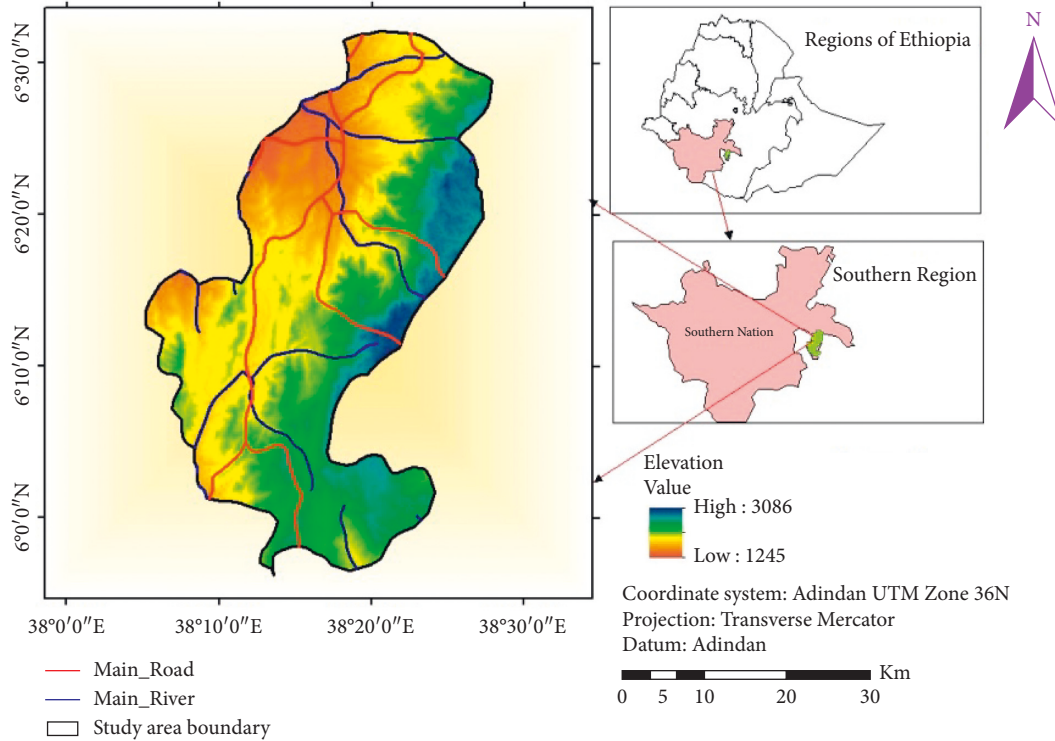 6°30′0″N
6°20′0″N
6°10′0″N
6°0′0″N
38°0′0″E
38°10′0″E
38°20′0″E
38°30′0″E
Main_Road
Main_River
Study area boundary
Regions of Ethiopia
N
Southern Region
Southern Nation
Elevation
Value
High : 3086
Low : 1245
Coordinate system: Adindan UTM Zone 36N
Projection: Transverse Mercator
Datum: Adindan
Km
0 5 10 20 30